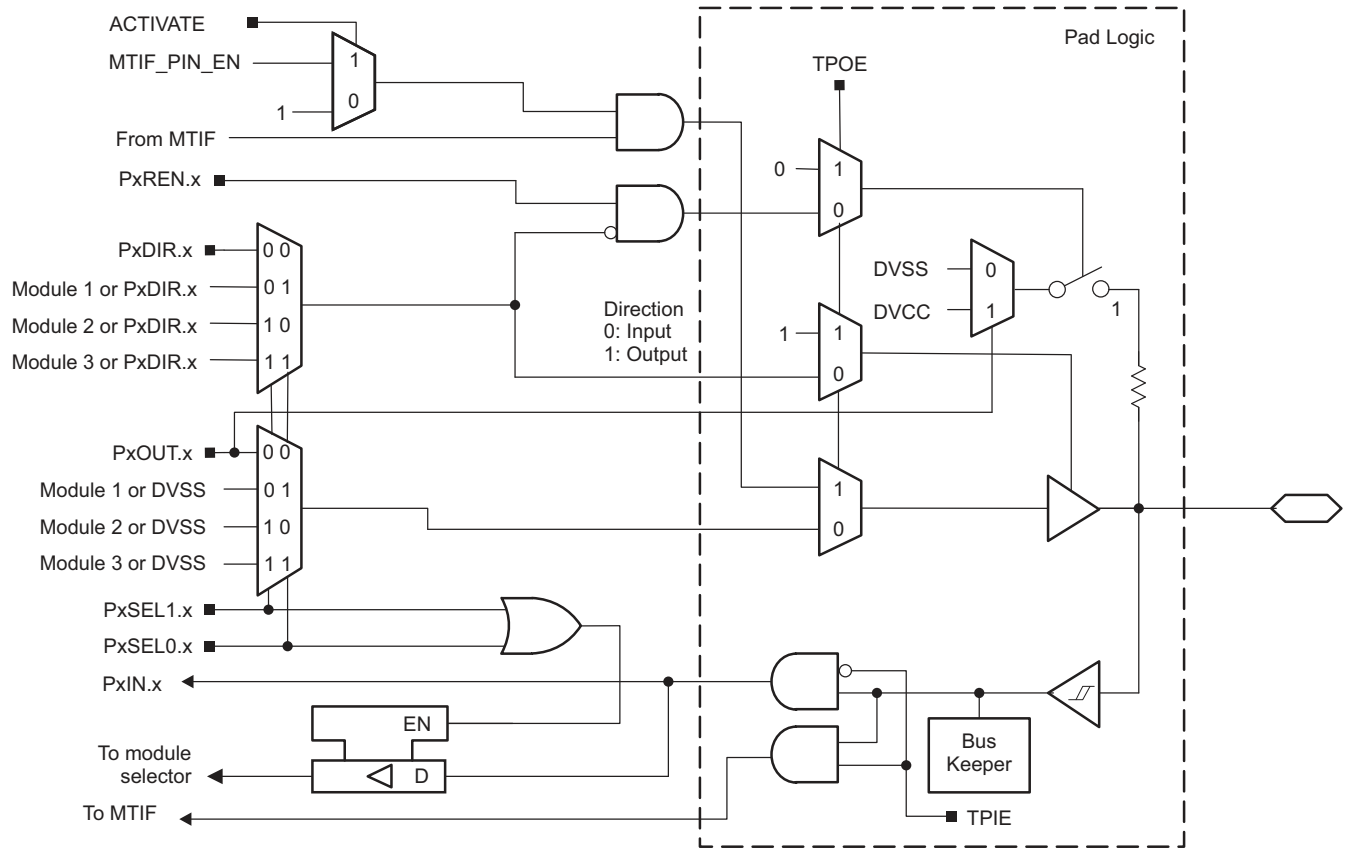 ACTIVATE
Pad Logic
MTIF_PIN_EN
1
0
1
TPOE
From MTIF
PxREN.x
0
1
0
PxDIR.x
0 0
Module 1 or PxDIR.x
0 1
Module 2 or PxDIR.x
1 0
Module 3 or PxDIR.x
1 1
Direction
0: Input
1: Output
DVSS
0
DVCC
1
1
1
1
0
PxOUT.x
0 0
Module 1 or DVSS
0 1
Module 2 or DVSS
1 0
Module 3 or DVSS
1 1
1
0
PxSEL1.x
PxSEL0.x
PxIN.x
EN
D
To module
selector
To MTIF
Bus
Keeper
TPIE